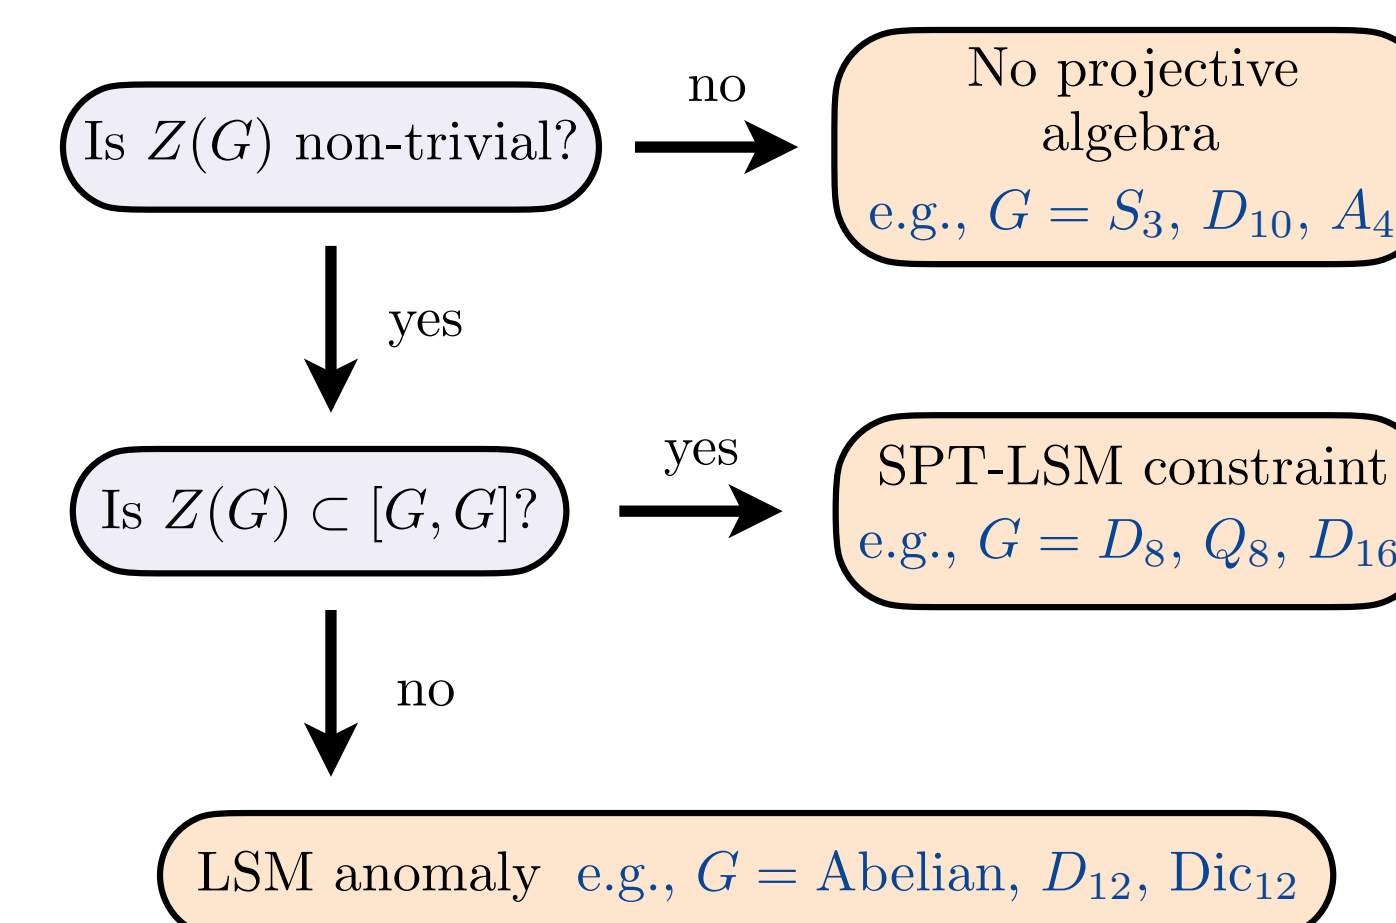 Is Z(G) non-trivial?
no
No projective
algebra
e.g., G = S₃, D₁₀, A₄
yes
Is Z(G) ⊂ [G, G]?
yes
SPT-LSM constraint
e.g., G = D₈, Q₈, D₁₆
no
LSM anomaly e.g., G = Abelian, D₁₂, Dic₁₂